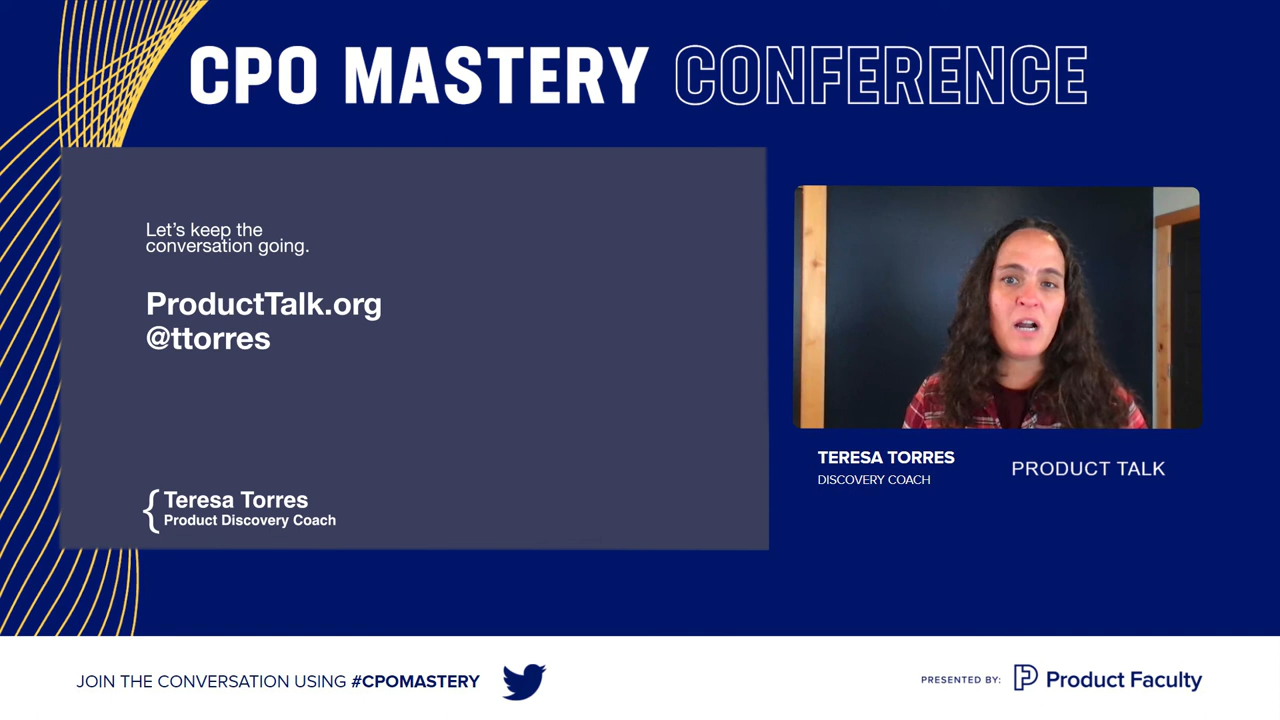 CPO MASTERY CONFERENCE
Let's keep the
conversation going.
ProductTalk.org
@ttorres
{ Teresa Torres
Product Discovery Coach
TERESA TORRES
DISCOVERY COACH
PRODUCT TALK
JOIN THE CONVERSATION USING #CPOMASTERY
PRESENTED BY: Product Faculty